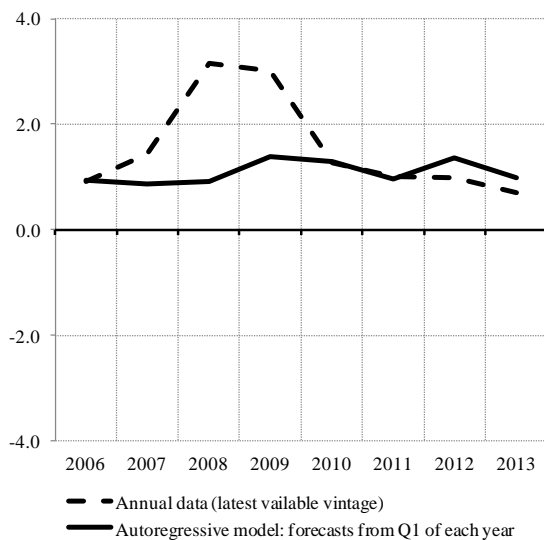 4.0
2.0
0.0
-2.0
-4.0
2006 2007 2008 2009 2010 2011 2012 2013
Annual data (latest vailable vintage)
Autoregressive model: forecasts from Q1 of each year